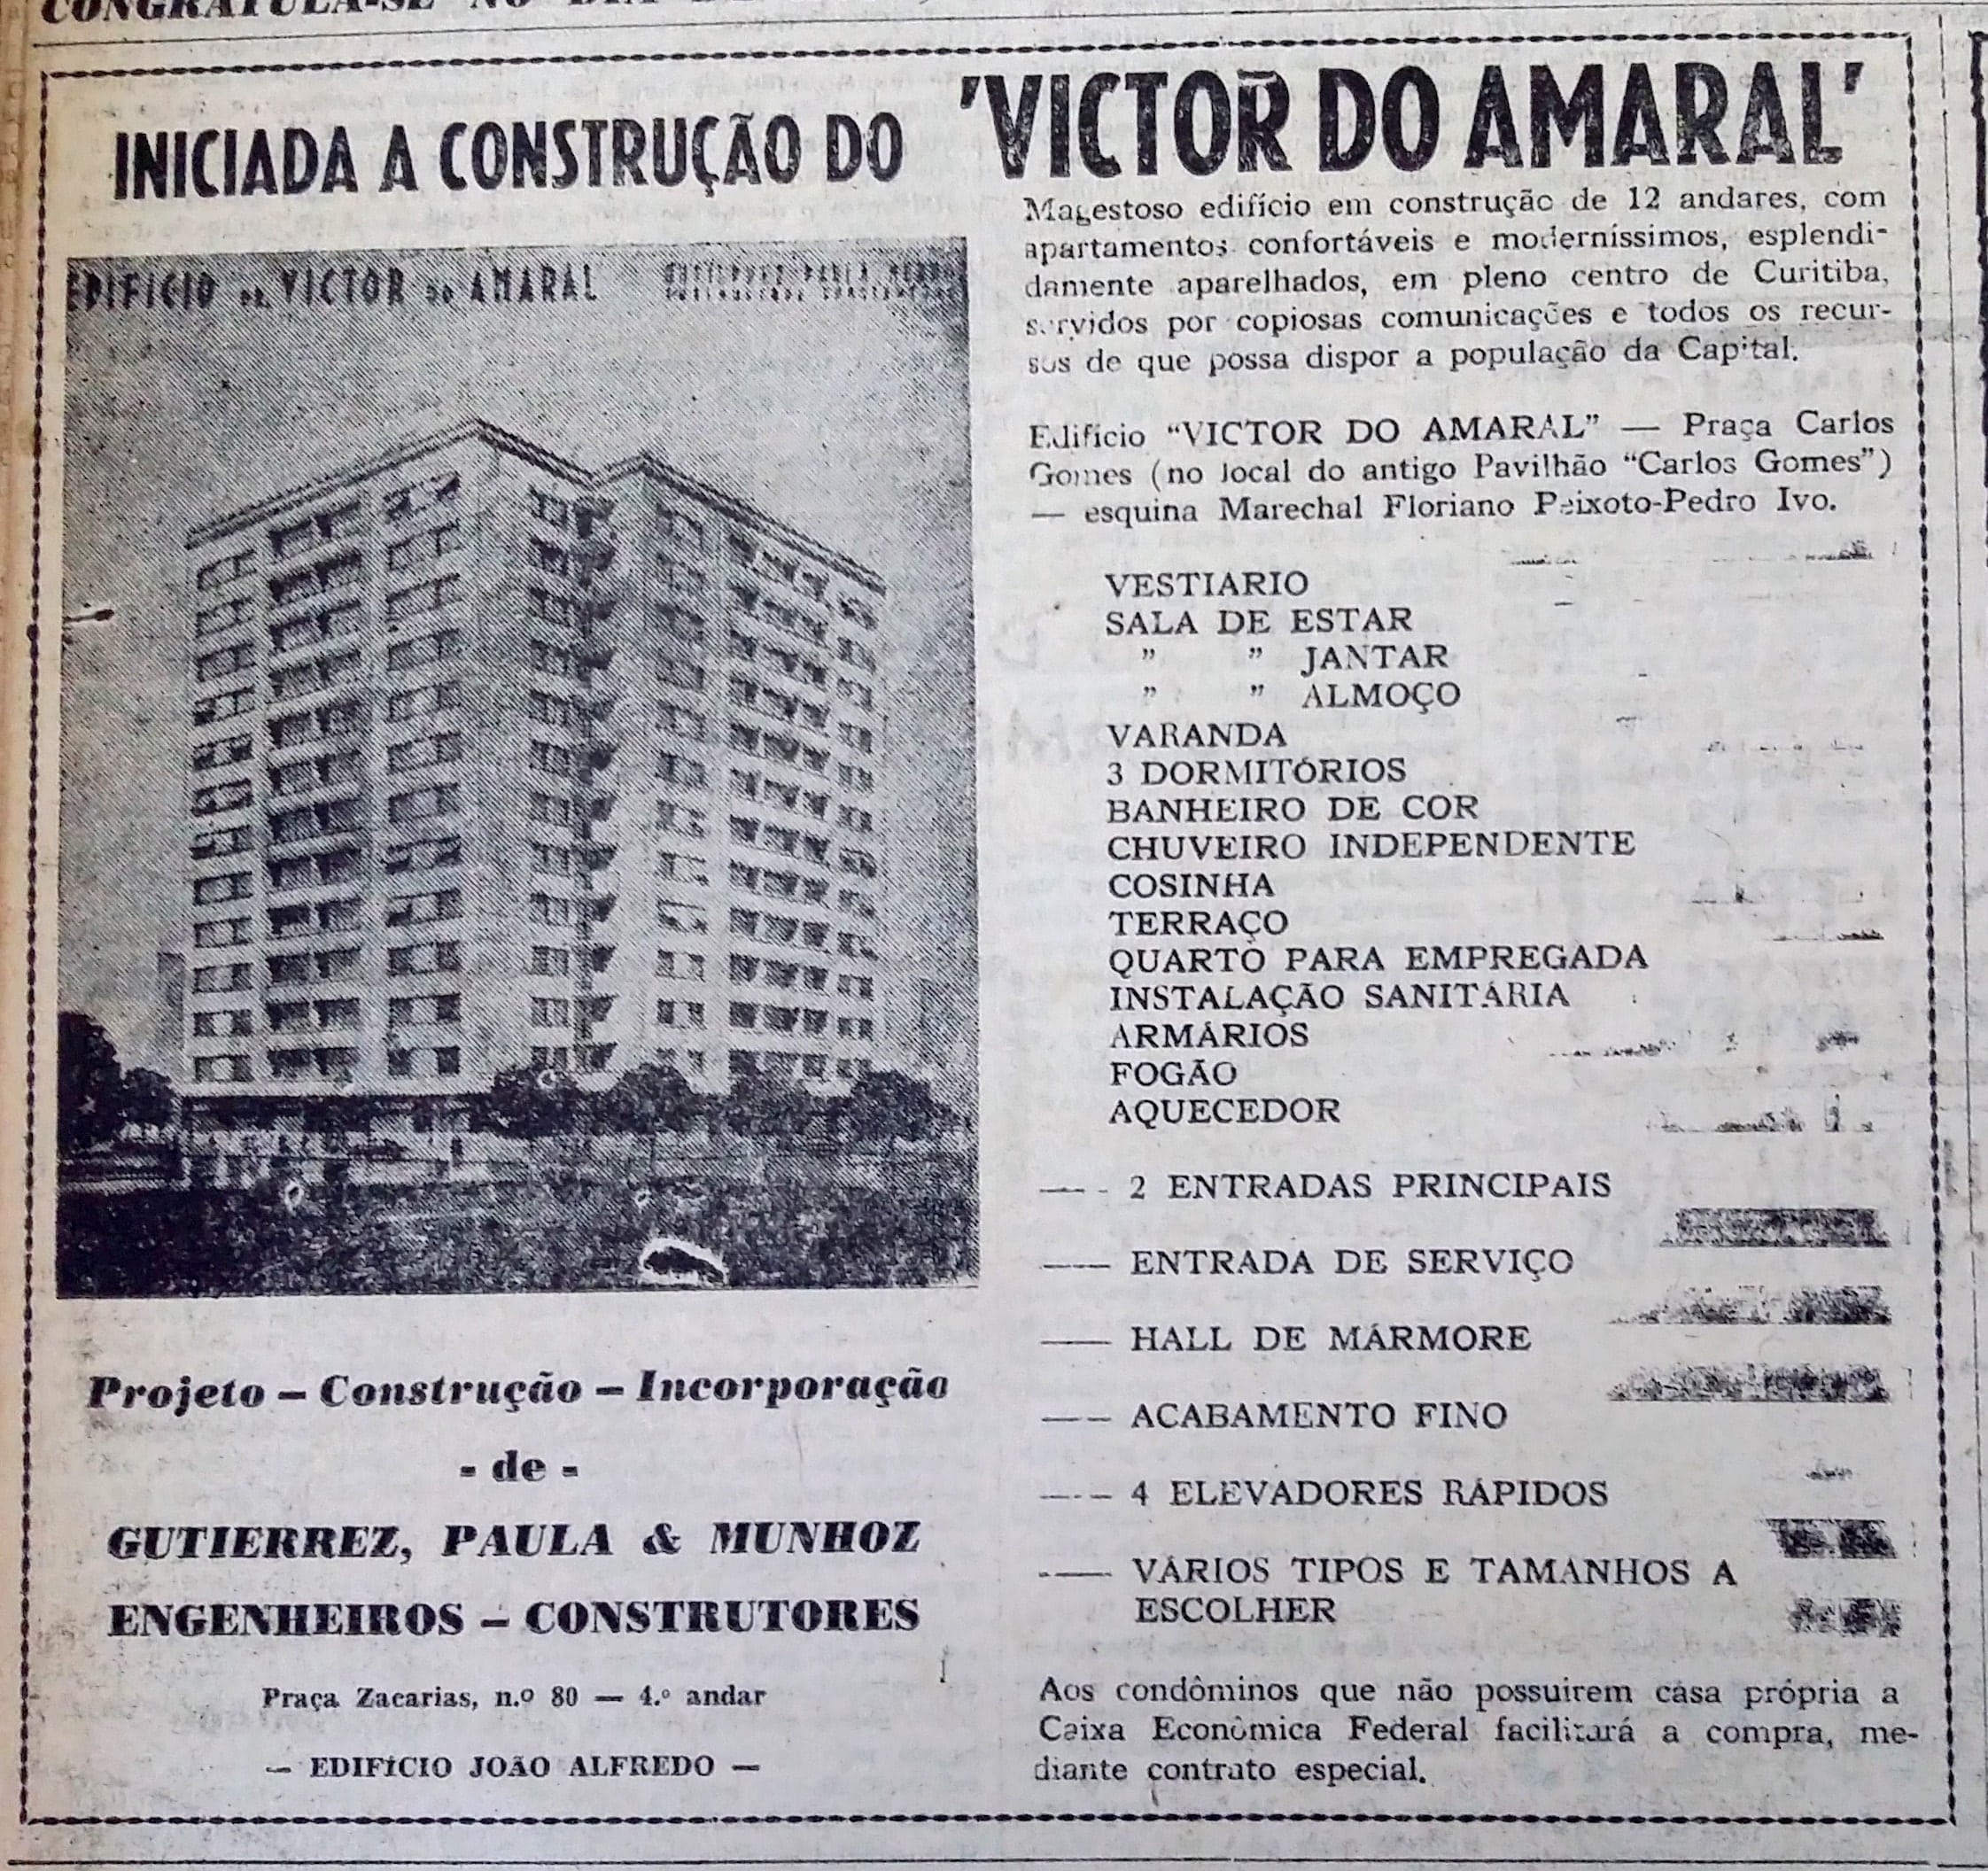 CONGRATULA-SE NO DIA DE
INICIADA A CONSTRUÇÃO DO 'VICTOR DO AMARAL'
EDIFÍCIO DR. VICTOR DO AMARAL
Magestoso edifício em construção de 12 andares, com
apartamentos confortáveis e moderníssimos, esplendi-
damente aparelhados, em pleno centro de Curitiba,
servidos por copiosas comunicações e todos os recur-
sos de que possa dispor a população da Capital.
Edifício “VICTOR DO AMARAL” — Praça Carlos
Gomes (no local do antigo Pavilhão “Carlos Gomes”)
— esquina Marechal Floriano Peixoto-Pedro Ivo.
VESTIARIO
SALA DE ESTAR
” ” JANTAR
” ” ALMOÇO
VARANDA
3 DORMITÓRIOS
BANHEIRO DE COR
CHUVEIRO INDEPENDENTE
COSINHA
TERRAÇO
QUARTO PARA EMPREGADA
INSTALAÇÃO SANITÁRIA
ARMÁRIOS
FOGÃO
AQUECEDOR
— 2 ENTRADAS PRINCIPAIS
— ENTRADA DE SERVIÇO
— HALL DE MÁRMORE
— ACABAMENTO FINO
— 4 ELEVADORES RÁPIDOS
— VÁRIOS TIPOS E TAMANHOS A
ESCOLHER
Aos condôminos que não possuirem casa própria a
Caixa Econômica Federal facilitará a compra, me-
diante contrato especial.
Projeto — Construção — Incorporação
- de -
GUTIERREZ, PAULA & MUNHOZ
ENGENHEIROS — CONSTRUTORES
Praça Zacarias, n.º 80 — 4.º andar
— EDIFÍCIO JOÃO ALFREDO —